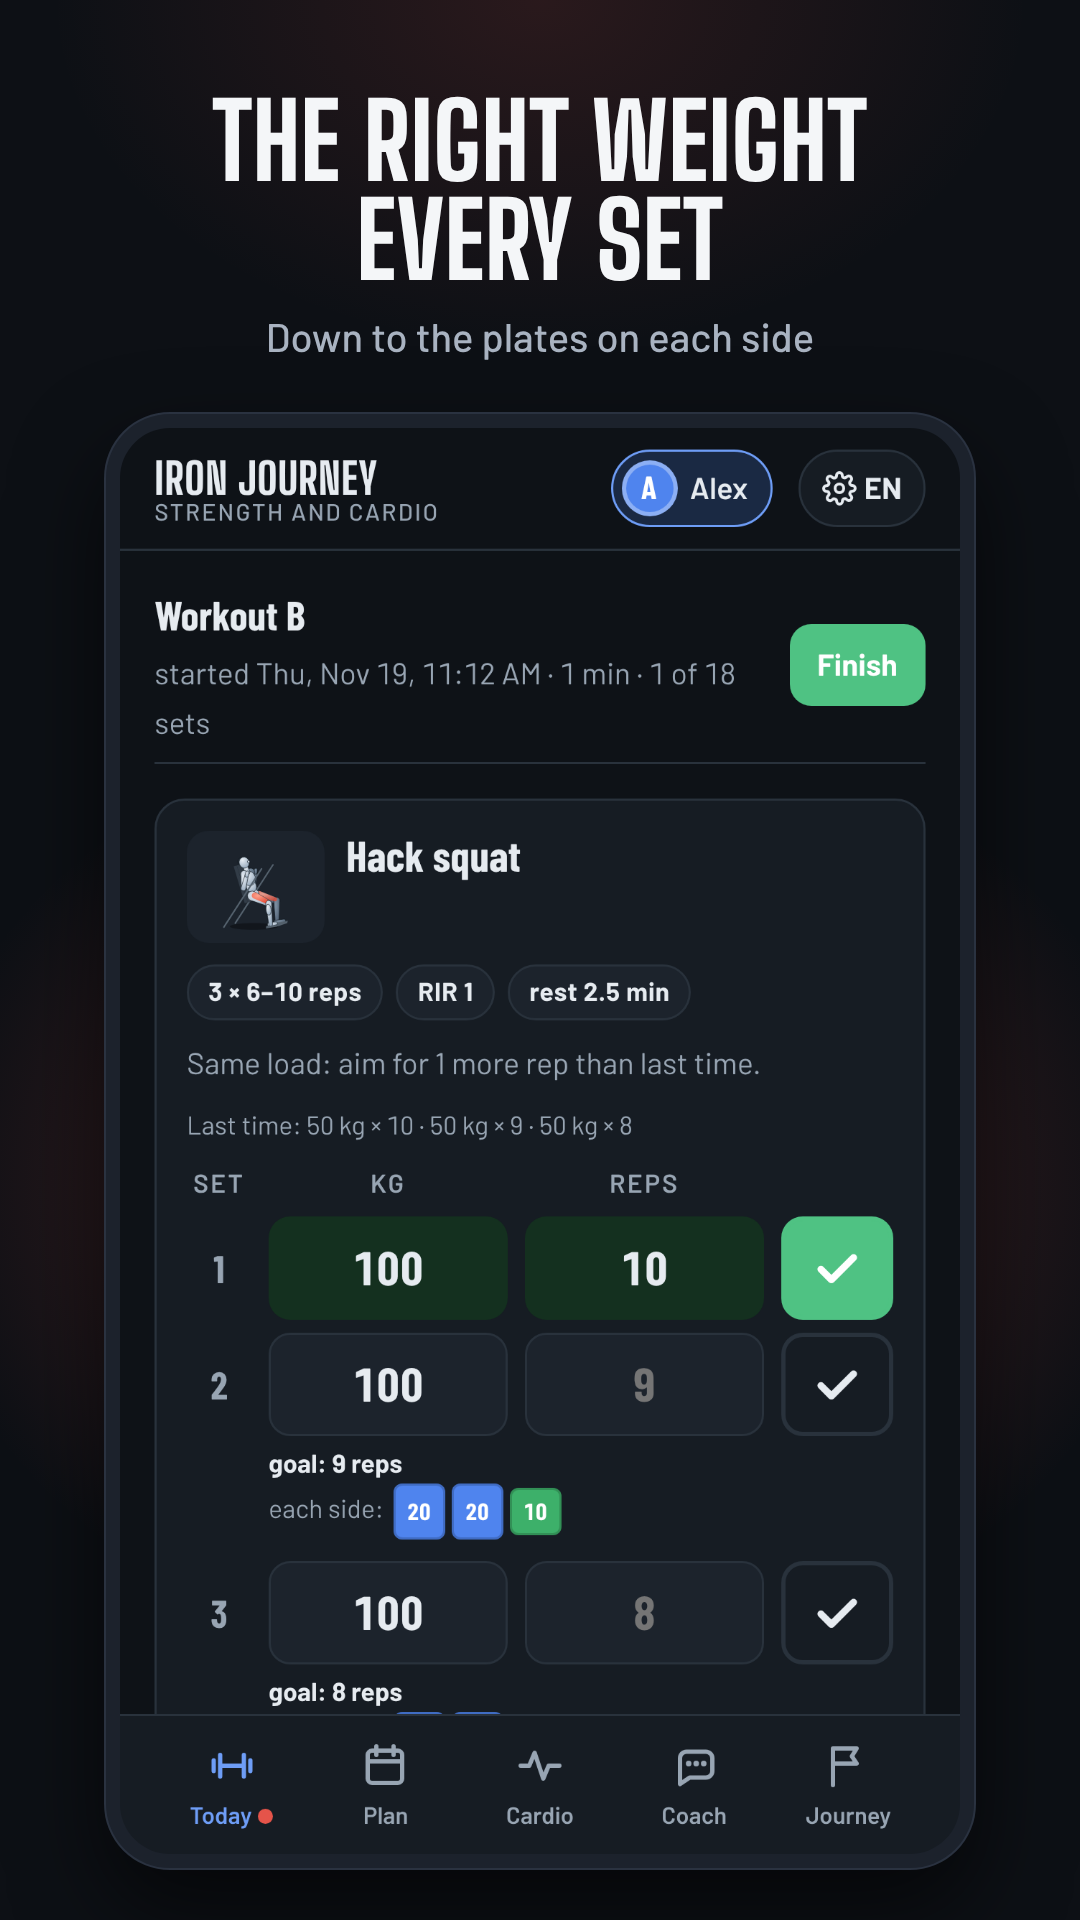 THE RIGHT WEIGHT
EVERY SET
Down to the plates on each side
IRON JOURNEY
STRENGTH AND CARDIO
A Alex
EN
Workout B
started Thu, Nov 19, 11:12 AM · 1 min · 1 of 18
sets
Finish
Hack squat
3 × 6–10 reps
RIR 1
rest 2.5 min
Same load: aim for 1 more rep than last time.
Last time: 50 kg × 10 · 50 kg × 9 · 50 kg × 8
SET KG REPS
1 100 10
2 100 9
goal: 9 reps
each side: 20 20 10
3 100 8
goal: 8 reps
Today Plan Cardio Coach Journey